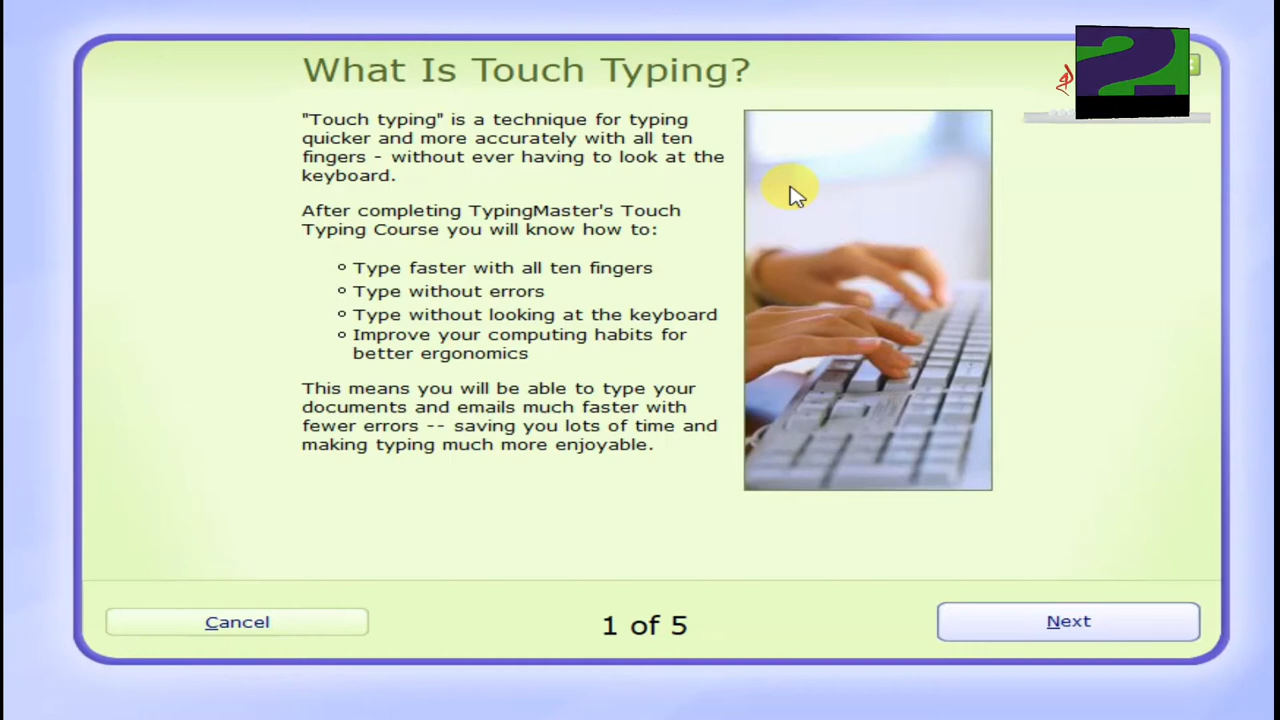 What Is Touch Typing?
"Touch typing" is a technique for typing
quicker and more accurately with all ten
fingers - without ever having to look at the
keyboard.
After completing TypingMaster's Touch
Typing Course you will know how to:
Type faster with all ten fingers
Type without errors
Type without looking at the keyboard
Improve your computing habits for
better ergonomics
This means you will be able to type your
documents and emails much faster with
fewer errors -- saving you lots of time and
making typing much more enjoyable.
Cancel
1 of 5
Next